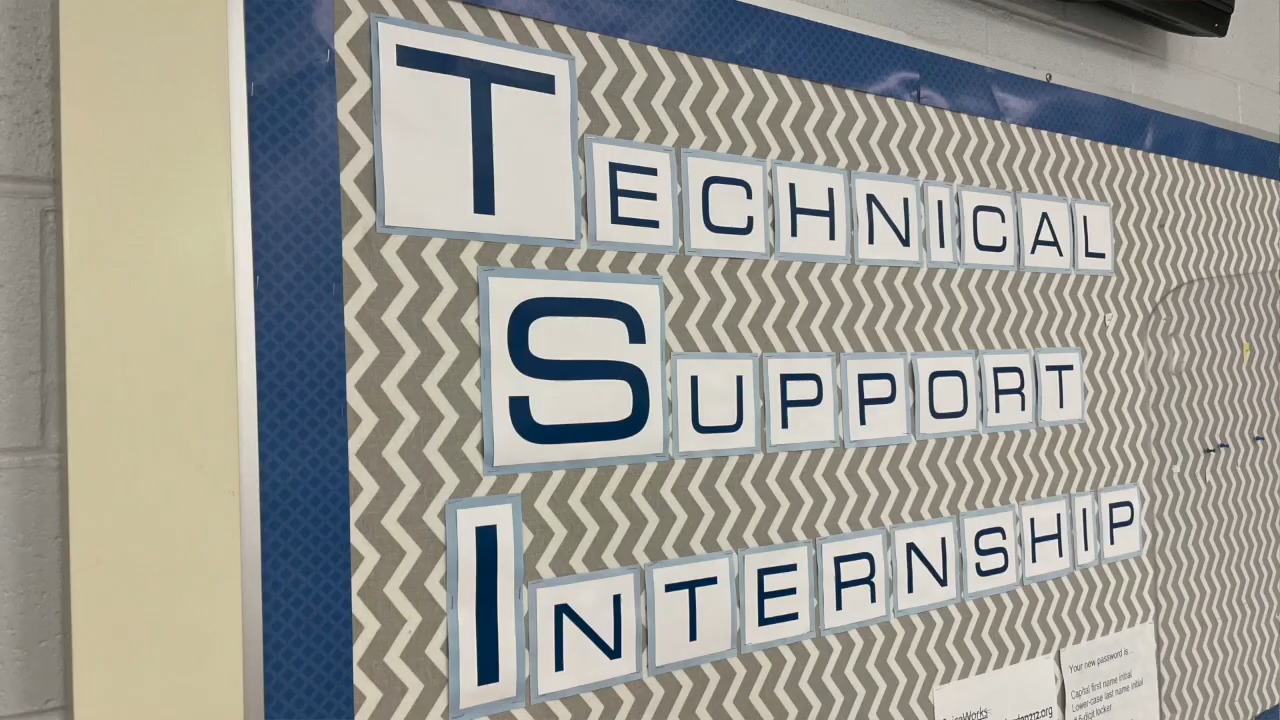 TECHNICAL
SUPPORT
INTERNSHIP
Your new password is...
Capital first name initial
Lower-case last name initial